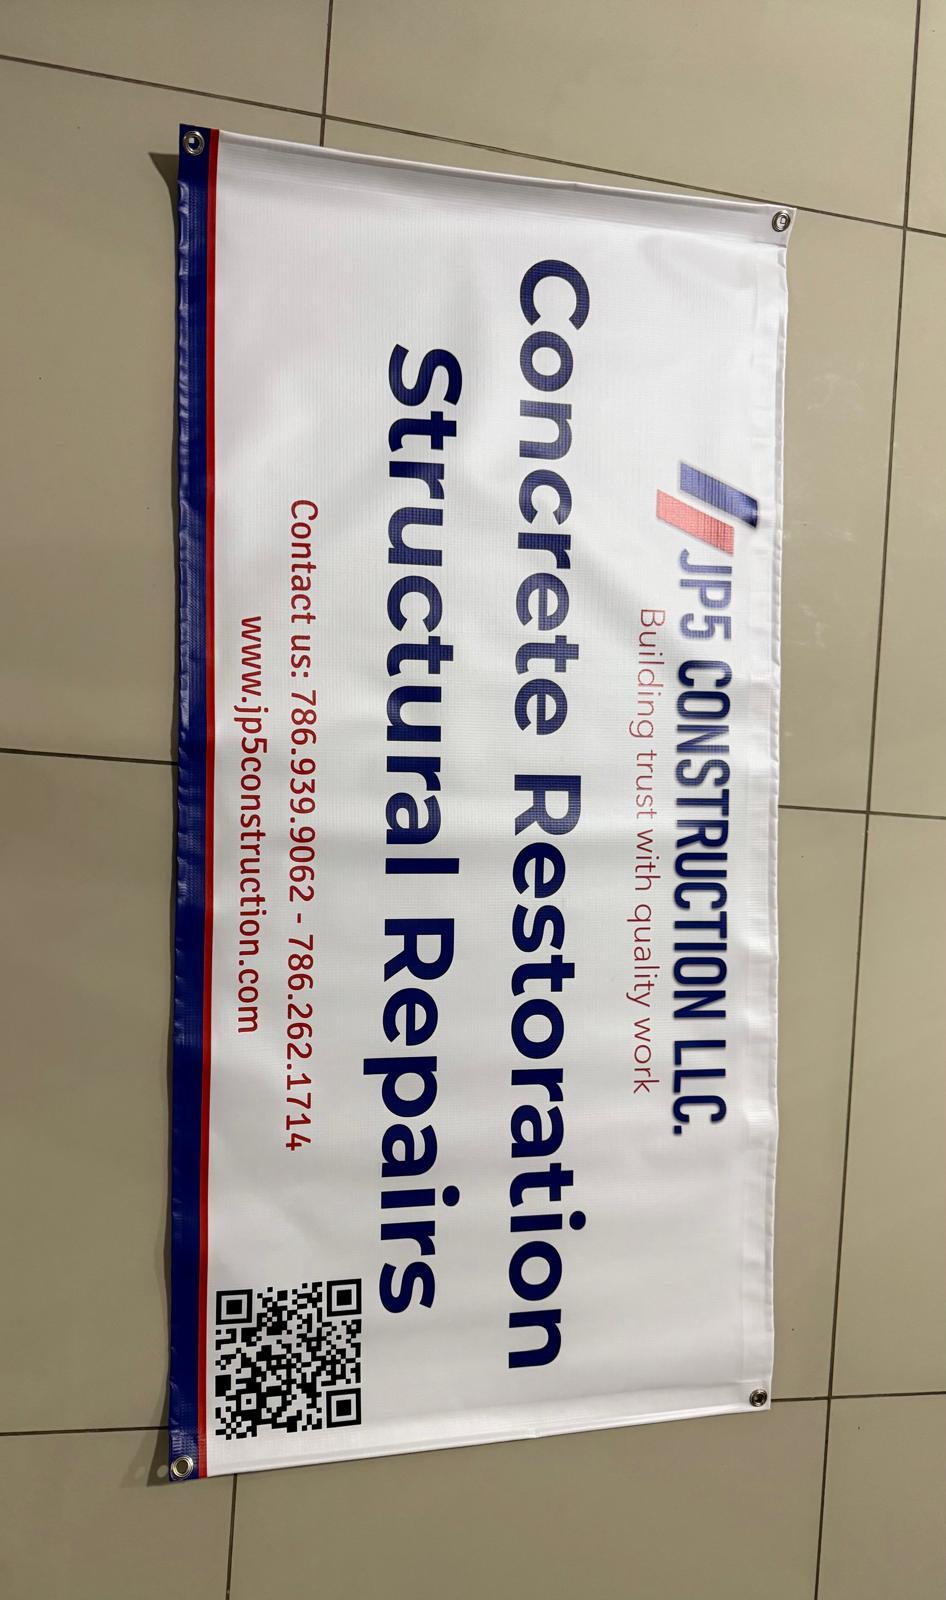 JP5 CONSTRUCTION LLC.
Building trust with quality work
Concrete Restoration
Structural Repairs
Contact us: 786.939.9062 - 786.262.1714
www.jp5construction.com